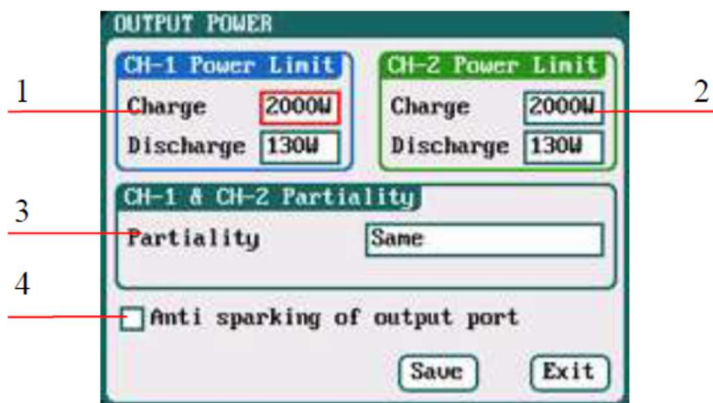 OUTPUT POWER
CH-1 Power Limit CH-2 Power Limit
1 Charge 2000W Charge 2000W 2
Discharge 130W Discharge 130W
CH-1 & CH-2 Partiality
3 Partiality Same
4 Anti sparking of output port
Save Exit